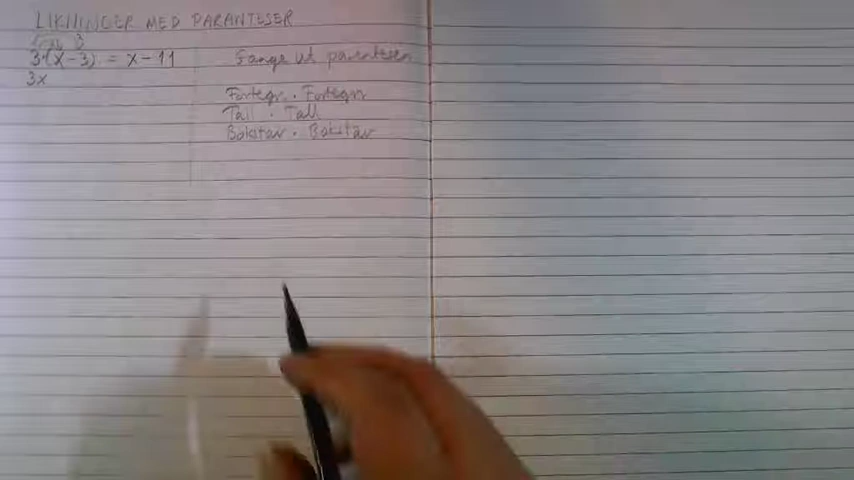 LIKNINGER MED PARANTESER
3·(x-3) = x-11
Gange ut parantesen
3x
Fortegn · Fortegn
Tall · Tall
Bokstav · Bokstav